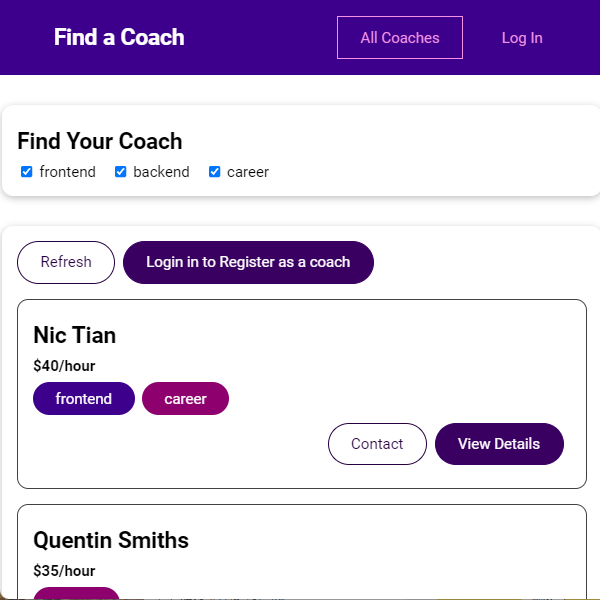 Find a Coach All Coaches Log In
Find Your Coach
frontend backend career
Refresh Login in to Register as a coach
Nic Tian
$40/hour
frontend career
Contact View Details
Quentin Smiths
$35/hour